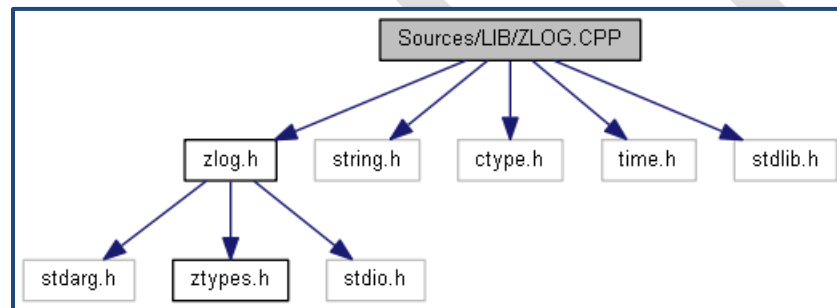 Sources/LIB/ZLOG.CPP
zlog.h string.h ctype.h time.h stdlib.h
stdarg.h ztypes.h stdio.h